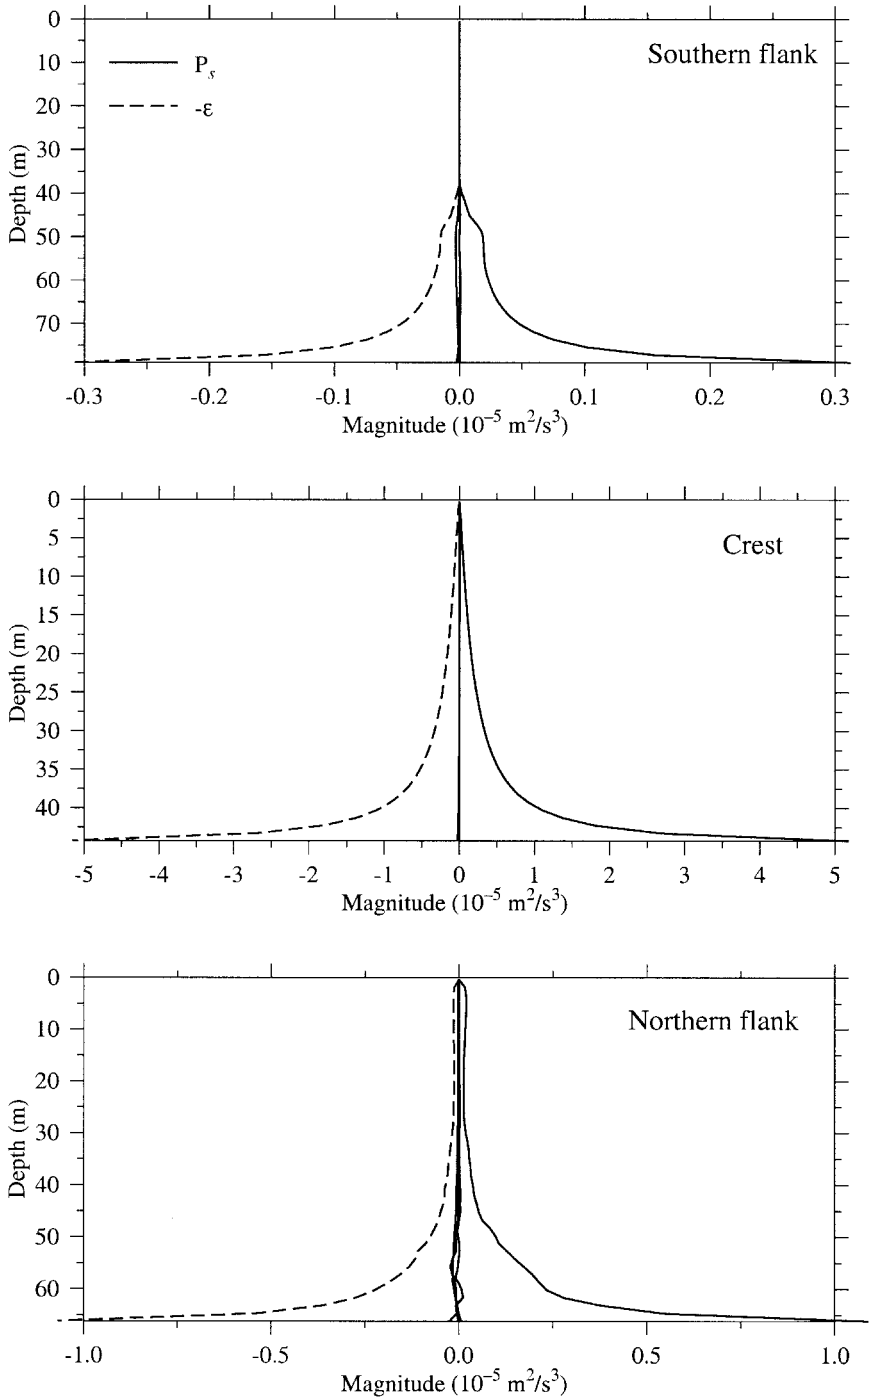 0
10
20
30
40
50
60
70
Depth (m)
Southern flank
P_s
-ε
-0.3 -0.2 -0.1 0.0 0.1 0.2 0.3
Magnitude (10⁻⁵ m²/s³)
0
5
10
15
20
25
30
35
40
Depth (m)
Crest
-5 -4 -3 -2 -1 0 1 2 3 4 5
Magnitude (10⁻⁵ m²/s³)
0
10
20
30
40
50
60
Depth (m)
Northern flank
-1.0 -0.5 0.0 0.5 1.0
Magnitude (10⁻⁵ m²/s³)